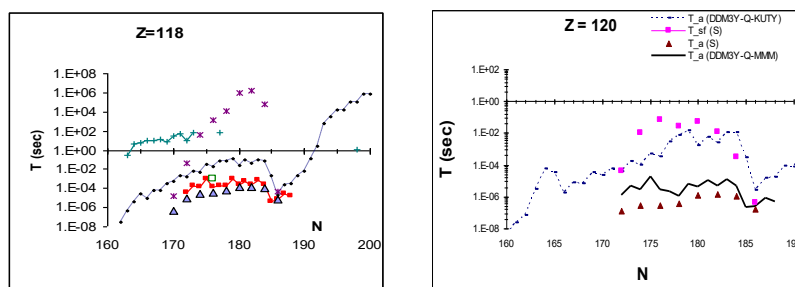 Z=118
T (sec)
1.E+08
1.E+06
1.E+04
1.E+02
1.E+00
1.E-02
1.E-04
1.E-06
1.E-08
160 170 180 190 200
N
Z = 120
T_a (DDM3Y-Q-KUTY)
T_sf (S)
T_a (S)
T_a (DDM3Y-Q-MMM)
T (sec)
1.E+02
1.E+00
1.E-02
1.E-04
1.E-06
1.E-08
160 165 170 175 180 185
N